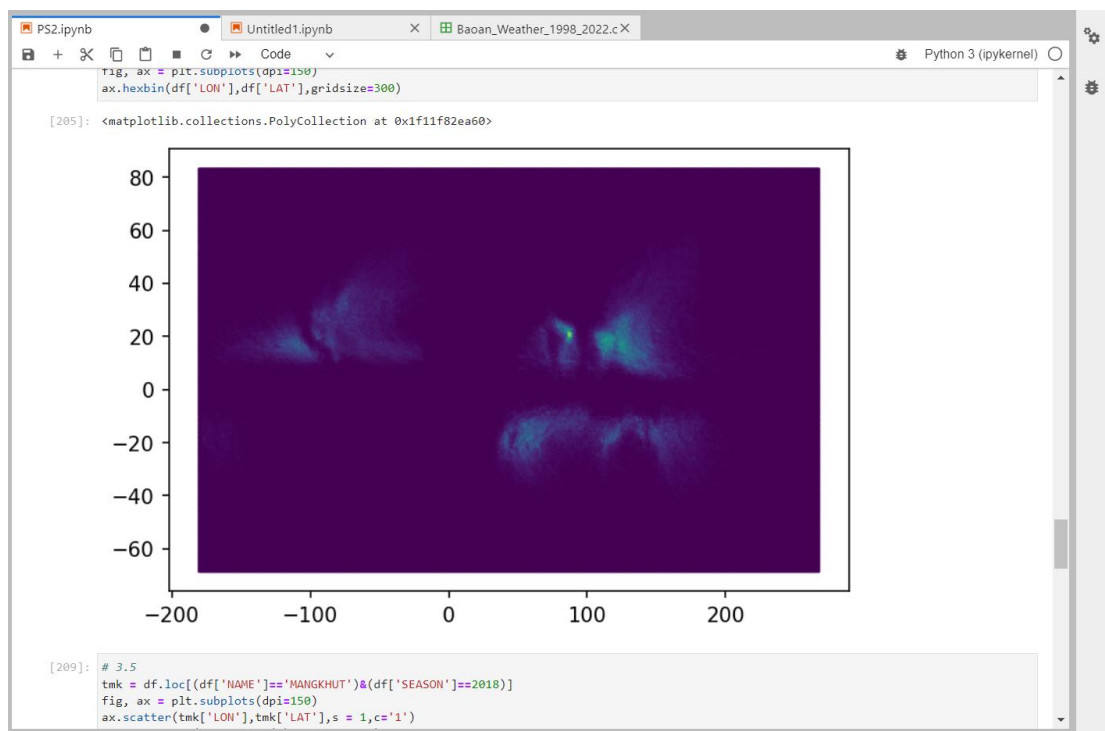 PS2.ipynb Untitled1.ipynb Baoan_Weather_1998_2022.c
Code Python 3 (ipykernel)
fig, ax = plt.subplots(dpi=150)
ax.hexbin(df['LON'],df['LAT'],gridsize=300)
[205]: <matplotlib.collections.PolyCollection at 0x1f11f82ea60>
80
60
40
20
0
−20
−40
−60
−200 −100 0 100 200
[209]: # 3.5
tmk = df.loc[(df['NAME']=='MANGKHUT')&(df['SEASON']==2018)]
fig, ax = plt.subplots(dpi=150)
ax.scatter(tmk['LON'],tmk['LAT'],s = 1,c='1')